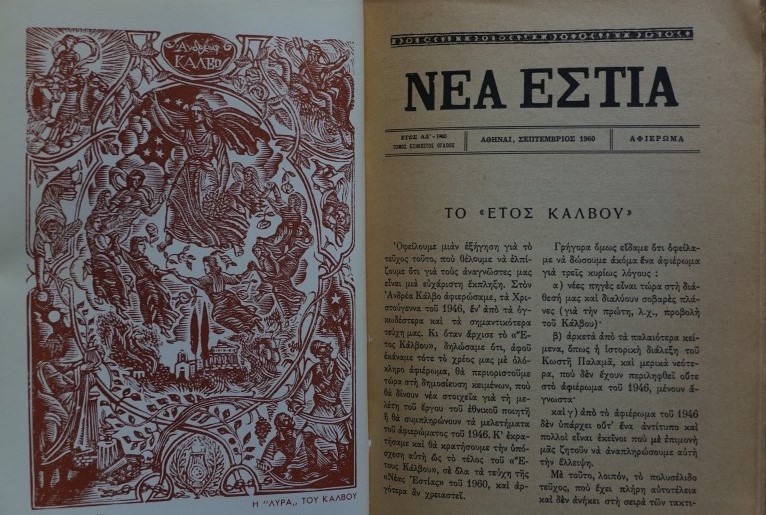 Ἀνδρέας
ΚΑΛΒΟ
Η "ΛΥΡΑ,, ΤΟΥ ΚΑΛΒΟΥ
ΝΕΑ ΕΣΤΙΑ
ΕΤΟΣ ΛΔ'—1960
ΤΟΜΟΣ ΕΞΗΚΟΣΤΟΣ ΟΓΔΟΟΣ
ΑΘΗΝΑΙ, ΣΕΠΤΕΜΒΡΙΟΣ 1960
ΑΦΙΕΡΩΜΑ
ΤΟ «ΕΤΟΣ ΚΑΛΒΟΥ»
Ὀφείλουμε μιὰν ἐξήγηση γιὰ τὸ
τεῦχος τοῦτο, ποὺ θέλουμε νὰ ἐλπί-
ζουμε ὅτι γιὰ τοὺς ἀναγνῶστες μας
εἶναι μιὰ εὐχάριστη ἔκπληξη. Στὸν
Ἀνδρέα Κάλβο ἀφιερώσαμε, τὰ Χρι-
στούγεννα τοῦ 1946, ἕν' ἀπὸ τὰ ὀγ-
κωδέστερα καὶ τὰ σημαντικότερα
τεύχη μας. Κι ὅταν ἄρχισε τὸ «Ἔ-
τος Κάλβου», δηλώσαμε ὅτι, ἀφοῦ
ἐκάναμε τότε τὸ χρέος μας μὲ ὁλό-
κληρο ἀφιέρωμα, θὰ περιοριστοῦμε
τώρα στὴ δημοσίευση κειμένων, ποὺ
θὰ δίνουν νέα στοιχεῖα γιὰ τὴ με-
λέτη τοῦ ἔργου τοῦ ἐθνικοῦ ποιητῆ
ἢ θὰ συμπληρώνουν τὰ μελετήματα
τοῦ ἀφιερώματος τοῦ 1946. Κ' ἐκρα-
τήσαμε καὶ θὰ κρατήσουμε τὴν ὑπό-
σχεση αὐτὴ ὣς τὸ τέλος τοῦ «Ἔ-
τους Κάλβου», σὲ ὅλα τὰ τεύχη τῆς
«Νέας Ἑστίας» τοῦ 1960, καὶ ἀρ-
γότερα ἂν χρειαστεῖ.
Γρήγορα ὅμως εἴδαμε ὅτι ὀφείλα-
με νὰ δώσουμε ἀκόμα ἕνα ἀφιέρωμα
γιὰ τρεῖς κυρίως λόγους :
α) νέες πηγὲς εἶναι τώρα στὴ διά-
θεσή μας καὶ διαλύουν σοβαρὲς πλά-
νες (γιὰ τὴν πρώτη, λ.χ., προβολὴ
τοῦ Κάλβου)·
β) ἀρκετὰ ἀπὸ τὰ παλαιότερα κεί-
μενα, ὅπως ἡ ἱστορικὴ διάλεξη τοῦ
Κωστῆ Παλαμᾶ, καὶ μερικὰ νεότε-
ρα, ποὺ δὲν ἔχουν περιληφθεῖ οὔτε
στὸ ἀφιέρωμα τοῦ 1946, μένουν ἄ-
γνωστα·
καὶ γ) ἀπὸ τὸ ἀφιέρωμα τοῦ 1946
δὲν ὑπάρχει οὔτ' ἕνα ἀντίτυπο καὶ
πολλοὶ εἶναι ἐκεῖνοι ποὺ μὲ ἐπιμονὴ
μᾶς ζητοῦν νὰ ἀναπληρώσουμε αὐτὴ
τὴν ἔλλειψη.
Μὲ τοῦτο, λοιπόν, τὸ πολυσέλιδο
τεῦχος, ποὺ ἔχει πλήρη αὐτοτέλεια
καὶ δὲν ἀνήκει στὴ σειρὰ τῶν τακτι-